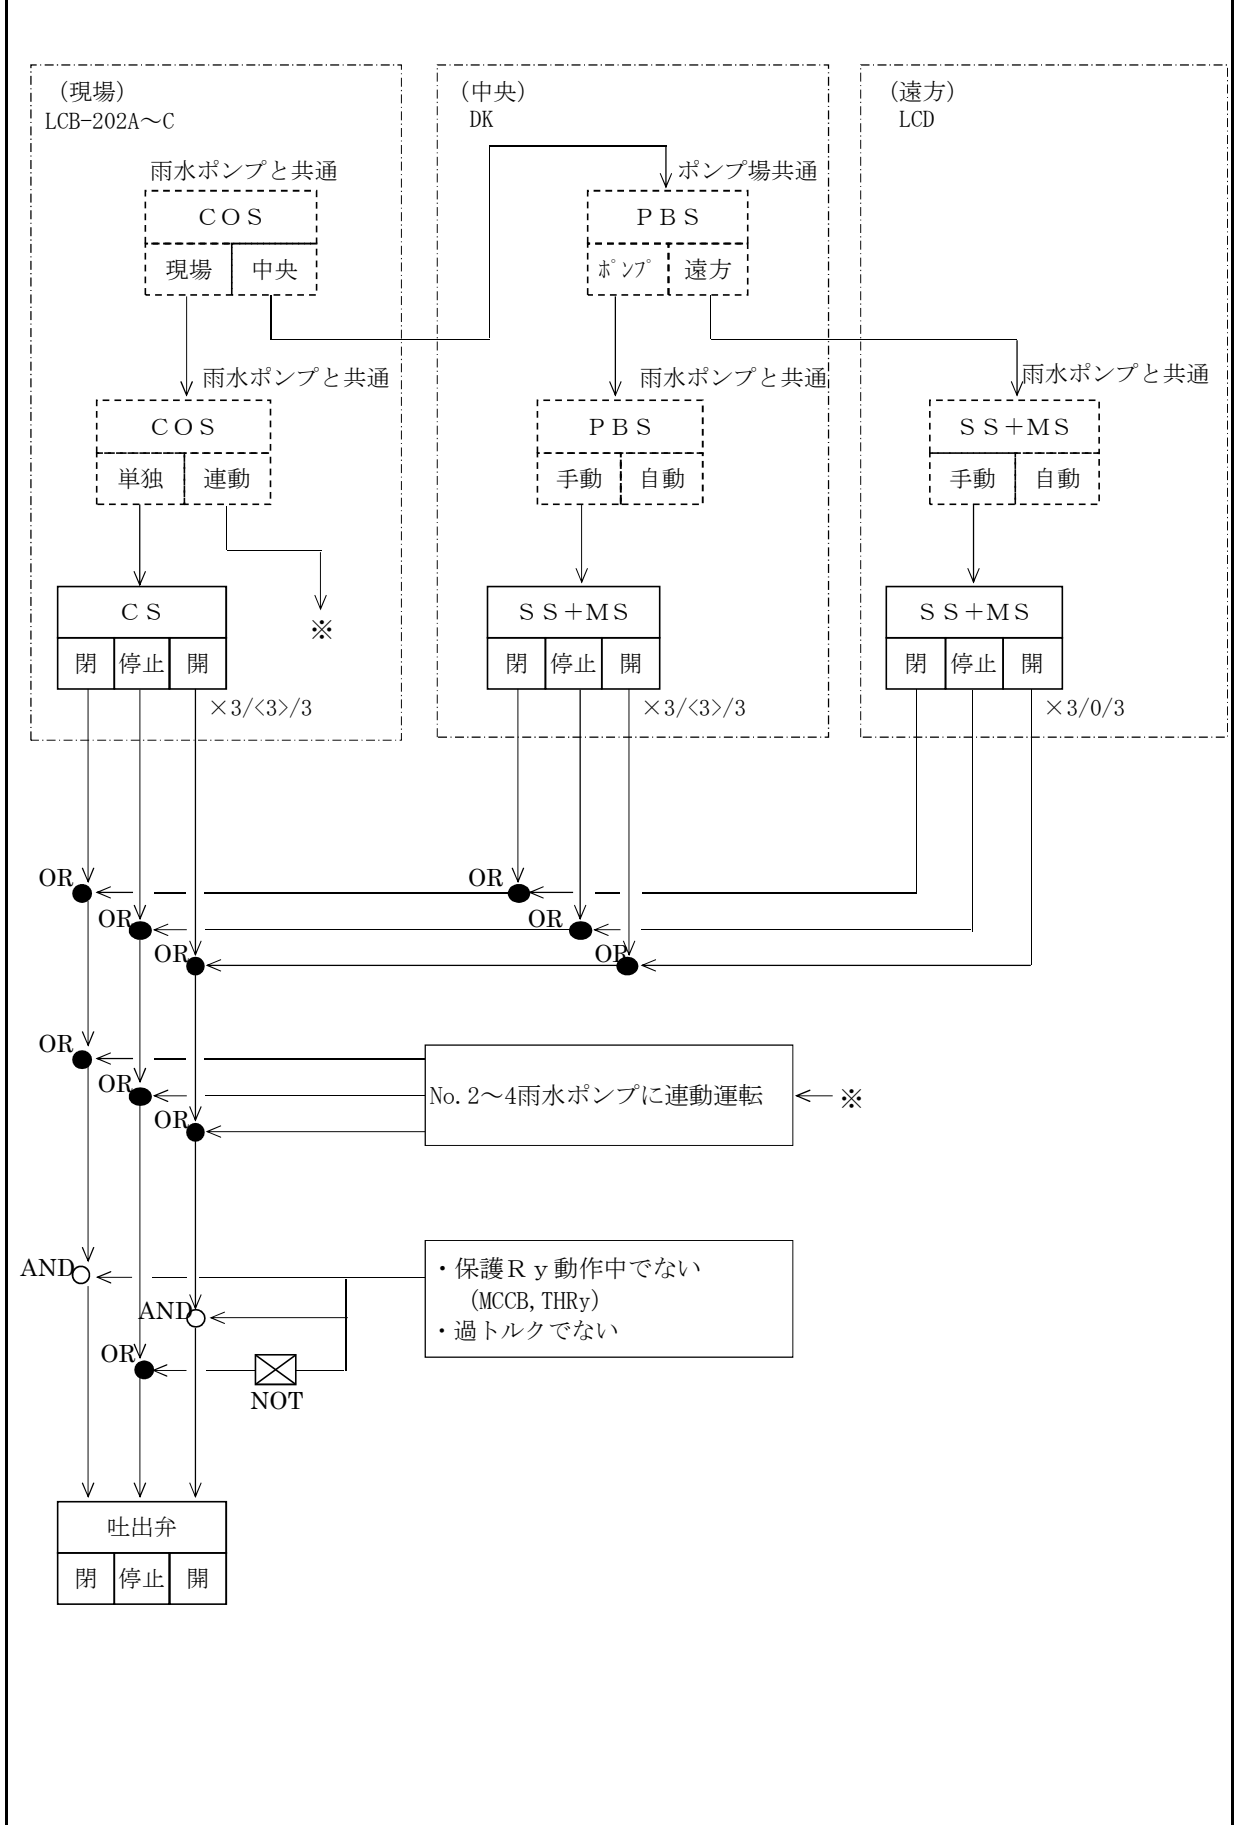 （現場）
LCB-202A～C
（中央）
DK
（遠方）
LCD
雨水ポンプと共通
ＣＯＳ
現場 中央
ポンプ場共通
ＰＢＳ
ﾎﾟﾝﾌﾟ 遠方
雨水ポンプと共通
ＣＯＳ
単独 連動
雨水ポンプと共通
ＰＢＳ
手動 自動
雨水ポンプと共通
ＳＳ＋ＭＳ
手動 自動
ＣＳ
閉 停止 開
×3/<3>/3
※
ＳＳ＋ＭＳ
閉 停止 開
×3/<3>/3
ＳＳ＋ＭＳ
閉 停止 開
×3/0/3
OR
OR
OR
OR
OR
OR
OR
OR
OR
No.2～4雨水ポンプに連動運転
※
AND
AND
OR
NOT
・保護Ｒｙ動作中でない
（MCCB,THRy）
・過トルクでない
吐出弁
閉 停止 開